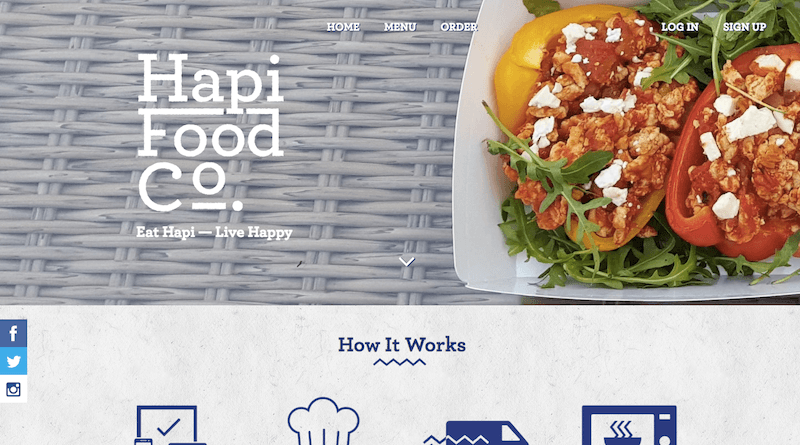 HOME MENU ORDER LOG IN SIGN UP
Hapi
Food
Co.
Eat Hapi — Live Happy
How It Works